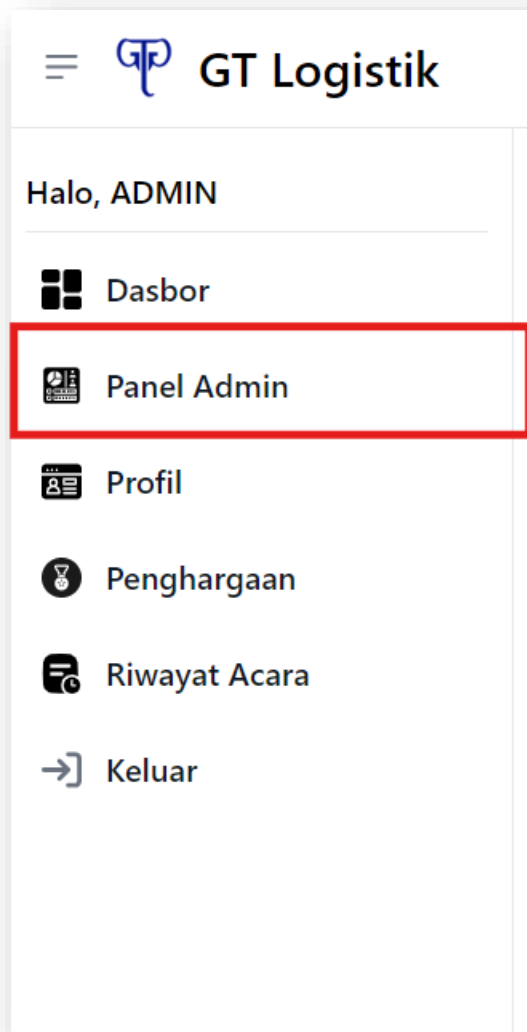 GT Logistik
Halo, ADMIN
Dasbor
Panel Admin
Profil
Penghargaan
Riwayat Acara
Keluar